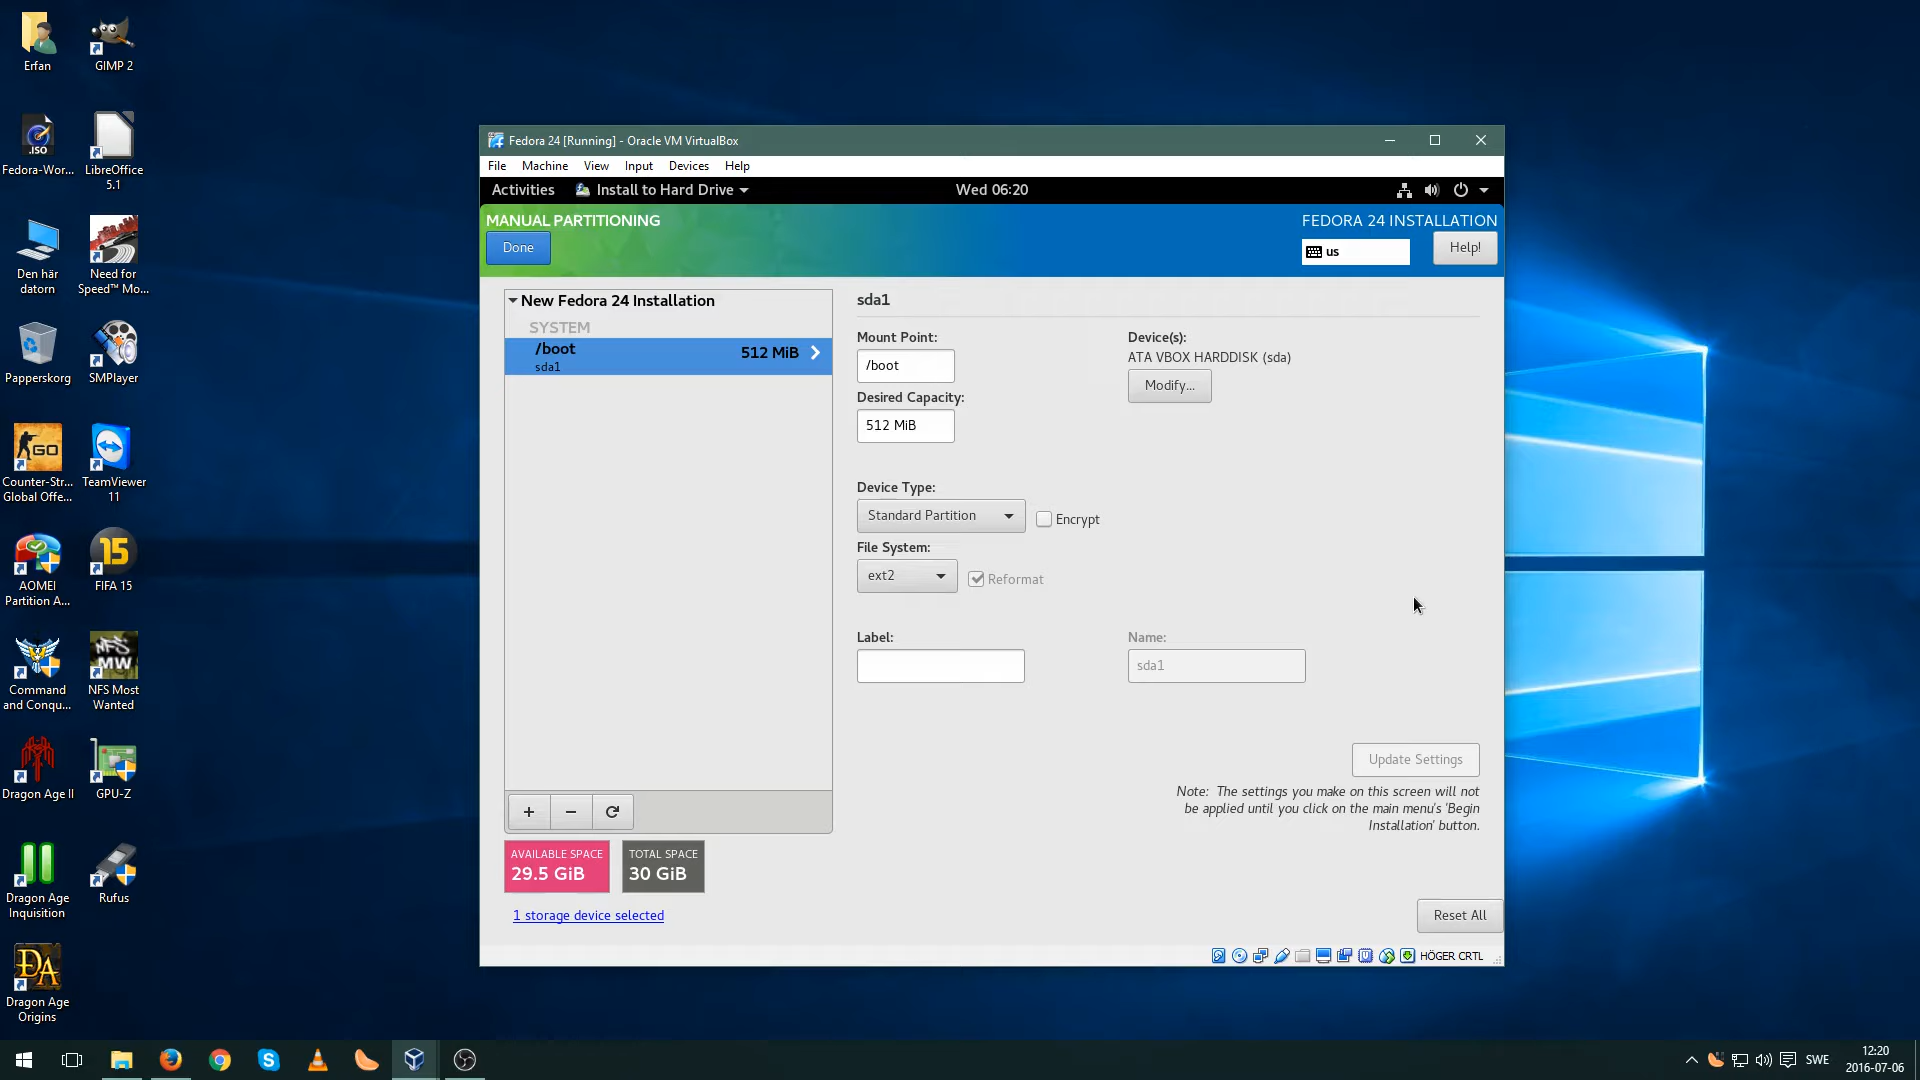 Erfan
GIMP 2
.ISO
Fedora-Wor...
LibreOffice
5.1
Den här
datorn
Need for
Speed™ Mo...
Papperskorg
SMPlayer
GO
Counter-Str...
Global Offe...
TeamViewer
11
15
AOMEI
Partition A...
FIFA 15
NFS
MW
Command
and Conqu...
NFS Most
Wanted
Dragon Age II
GPU-Z
Dragon Age
Inquisition
Rufus
DA
Dragon Age
Origins
Fedora 24 [Running] - Oracle VM VirtualBox
File Machine View Input Devices Help
Activities Install to Hard Drive Wed 06:20
MANUAL PARTITIONING
FEDORA 24 INSTALLATION
Done
us
Help!
New Fedora 24 Installation
SYSTEM
/boot
512 MiB
sda1
sda1
Mount Point:
/boot
Device(s):
ATA VBOX HARDDISK (sda)
Modify...
Desired Capacity:
512 MiB
Device Type:
Standard Partition
Encrypt
File System:
ext2
Reformat
Label:
Name:
sda1
Update Settings
Note: The settings you make on this screen will not
be applied until you click on the main menu's 'Begin
Installation' button.
+ −
AVAILABLE SPACE
29.5 GiB
TOTAL SPACE
30 GiB
1 storage device selected
Reset All
HÖGER CRTL
SWE
12:20
2016-07-06